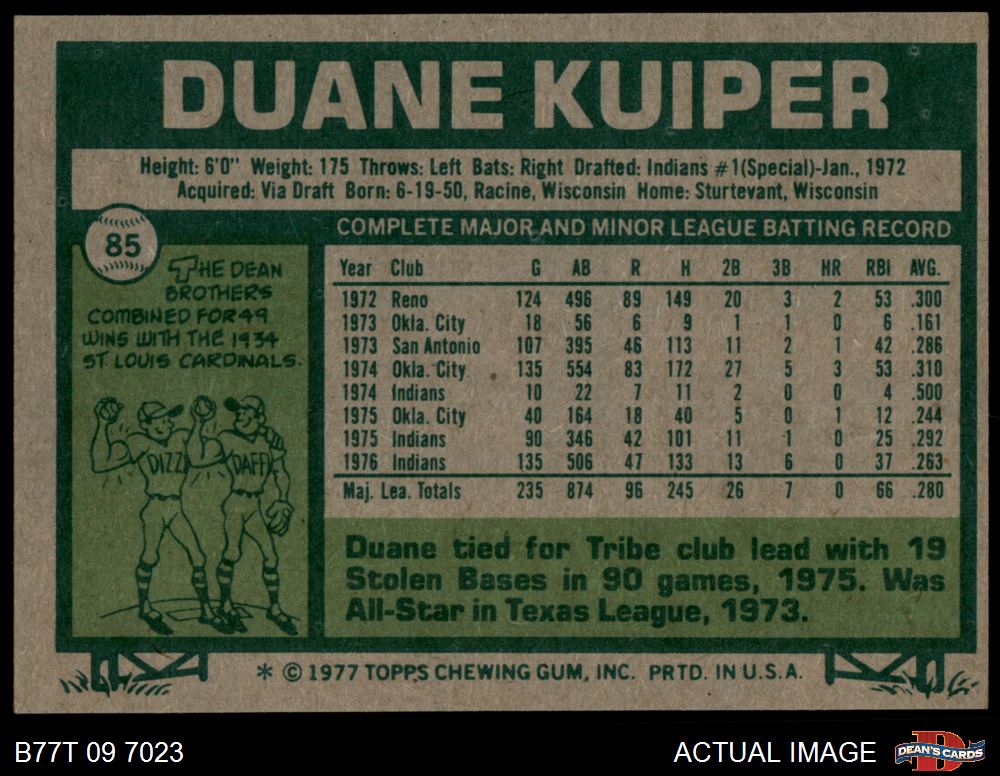 DUANE KUIPER
Height: 6'0" Weight: 175 Throws: Left Bats: Right Drafted: Indians #1(Special)-Jan., 1972
Acquired: Via Draft Born: 6-19-50, Racine, Wisconsin Home: Sturtevant, Wisconsin
85
THE DEAN
BROTHERS
COMBINED FOR 49
WINS WITH THE 1934
ST. LOUIS CARDINALS.
DIZZ
DAFF
COMPLETE MAJOR AND MINOR LEAGUE BATTING RECORD
Year Club G AB R H 2B 3B HR RBI AVG.
1972 Reno 124 496 89 149 20 3 2 53 .300
1973 Okla. City 18 56 6 9 1 1 0 6 .161
1973 San Antonio 107 395 46 113 11 2 1 42 .286
1974 Okla. City 135 554 83 172 27 5 3 53 .310
1974 Indians 10 22 7 11 2 0 0 4 .500
1975 Okla. City 40 164 18 40 5 0 1 12 .244
1975 Indians 90 346 42 101 11 1 0 25 .292
1976 Indians 135 506 47 133 13 6 0 37 .263
Maj. Lea. Totals 235 874 96 245 26 7 0 66 .280
Duane tied for Tribe club lead with 19
Stolen Bases in 90 games, 1975. Was
All-Star in Texas League, 1973.
* © 1977 TOPPS CHEWING GUM, INC. PRTD. IN U.S.A.
B77T 09 7023
ACTUAL IMAGE
DEAN'S CARDS